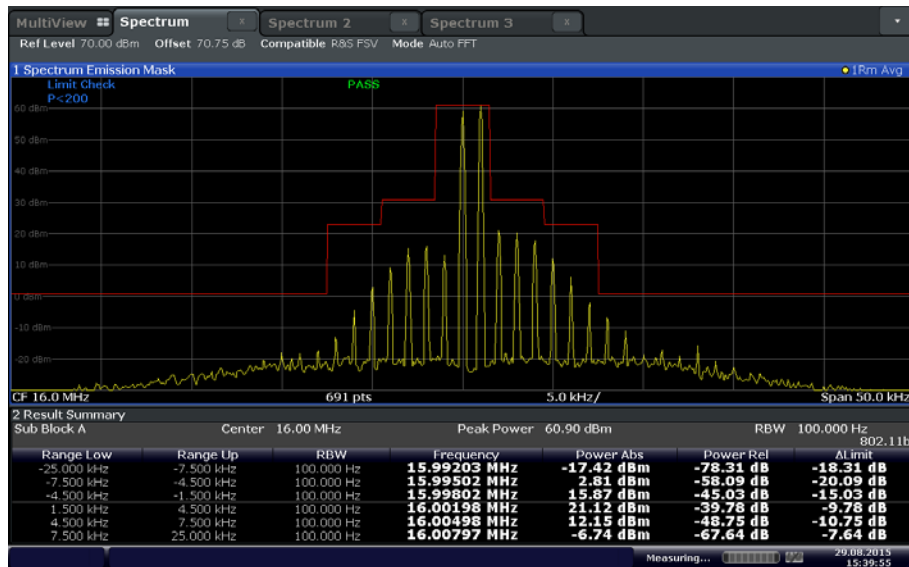 MultiView Spectrum x Spectrum 2 x Spectrum 3 x
Ref Level 70.00 dBm Offset 70.75 dB Compatible R&S FSV Mode Auto FFT
1 Spectrum Emission Mask 1Rm Avg
Limit Check PASS
P<200
60 dBm
50 dBm
40 dBm
30 dBm
20 dBm
10 dBm
0 dBm
-10 dBm
-20 dBm
CF 16.0 MHz 691 pts 5.0 kHz/ Span 50.0 kHz
2 Result Summary
Sub Block A Center 16.00 MHz Peak Power 60.90 dBm RBW 100.000 Hz
802.11b
Range Low Range Up RBW Frequency Power Abs Power Rel ΔLimit
-25.000 kHz -7.500 kHz 100.000 Hz 15.99203 MHz -17.42 dBm -78.31 dB -18.31 dB
-7.500 kHz -4.500 kHz 100.000 Hz 15.99502 MHz 2.81 dBm -58.09 dB -20.09 dB
-4.500 kHz -1.500 kHz 100.000 Hz 15.99802 MHz 15.87 dBm -45.03 dB -15.03 dB
1.500 kHz 4.500 kHz 100.000 Hz 16.00198 MHz 21.12 dBm -39.78 dB -9.78 dB
4.500 kHz 7.500 kHz 100.000 Hz 16.00498 MHz 12.15 dBm -48.75 dB -10.75 dB
7.500 kHz 25.000 kHz 100.000 Hz 16.00797 MHz -6.74 dBm -67.64 dB -7.64 dB
Measuring... 29.08.2015
15:39:55